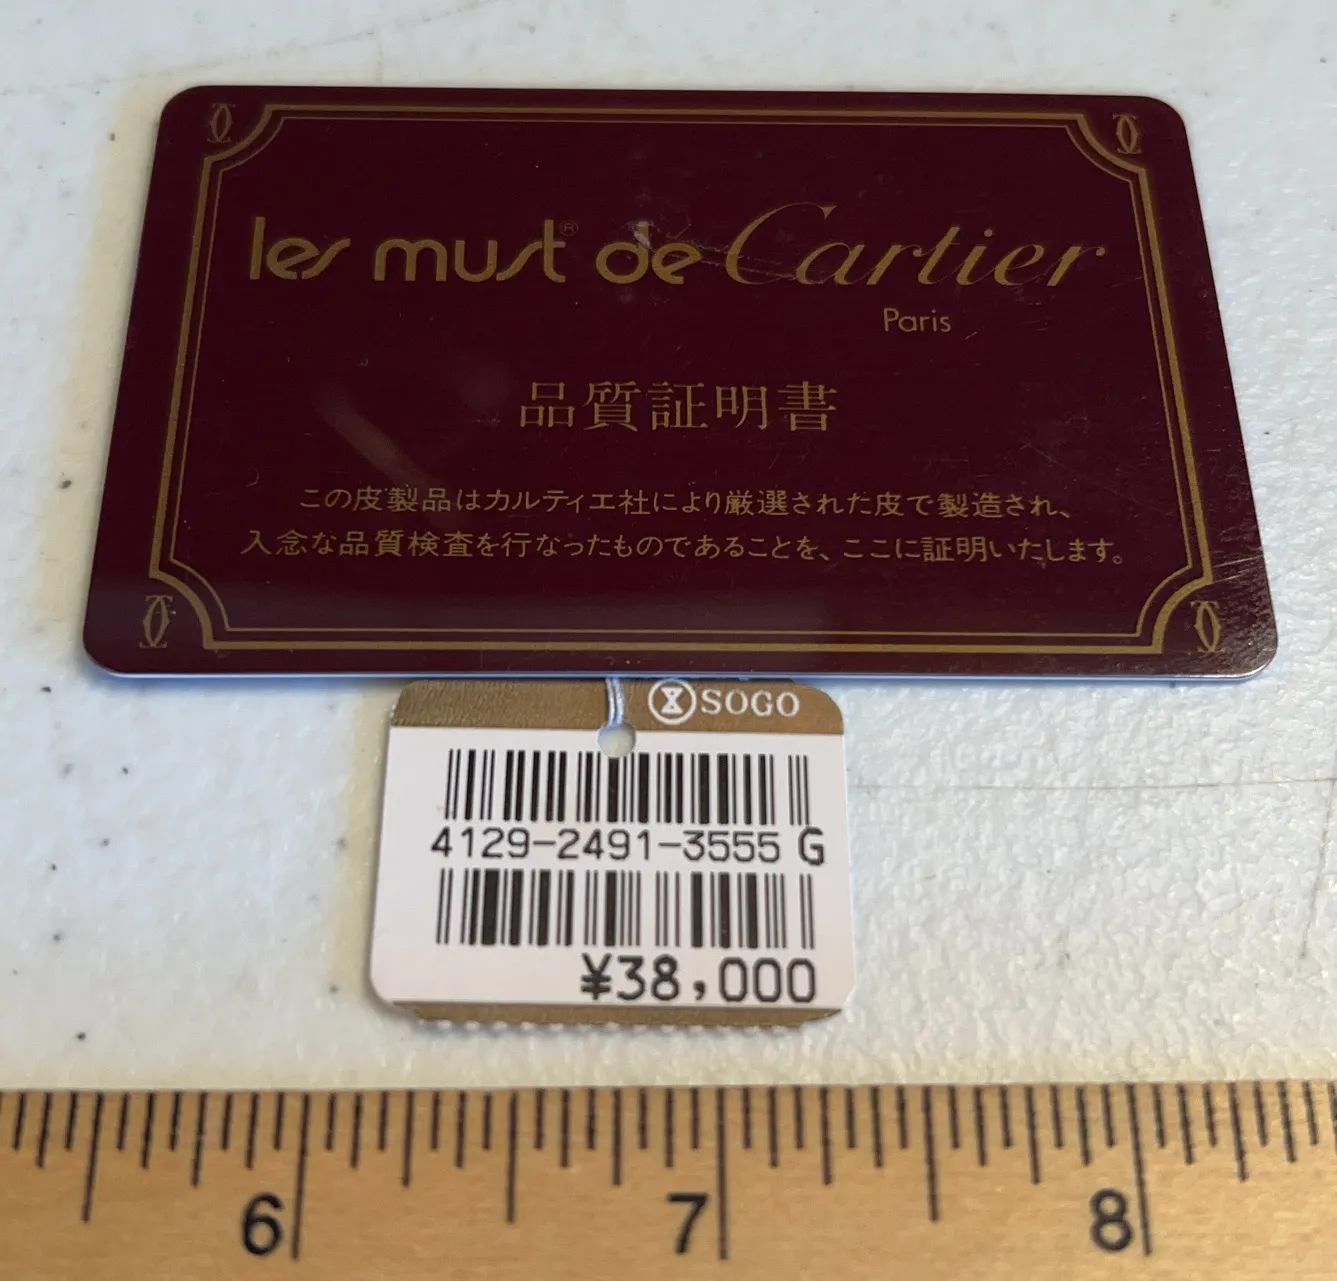 les must® de Cartier
Paris
品質証明書
この皮製品はカルティエ社により厳選された皮で製造され、
入念な品質検査を行なったものであることを、ここに証明いたします。
SOGO
4129-2491-3555 G
¥38,000
6 7 8